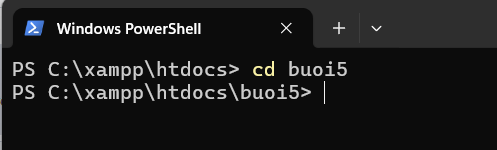 Windows PowerShell
PS C:\xampp\htdocs> cd buoi5
PS C:\xampp\htdocs\buoi5>